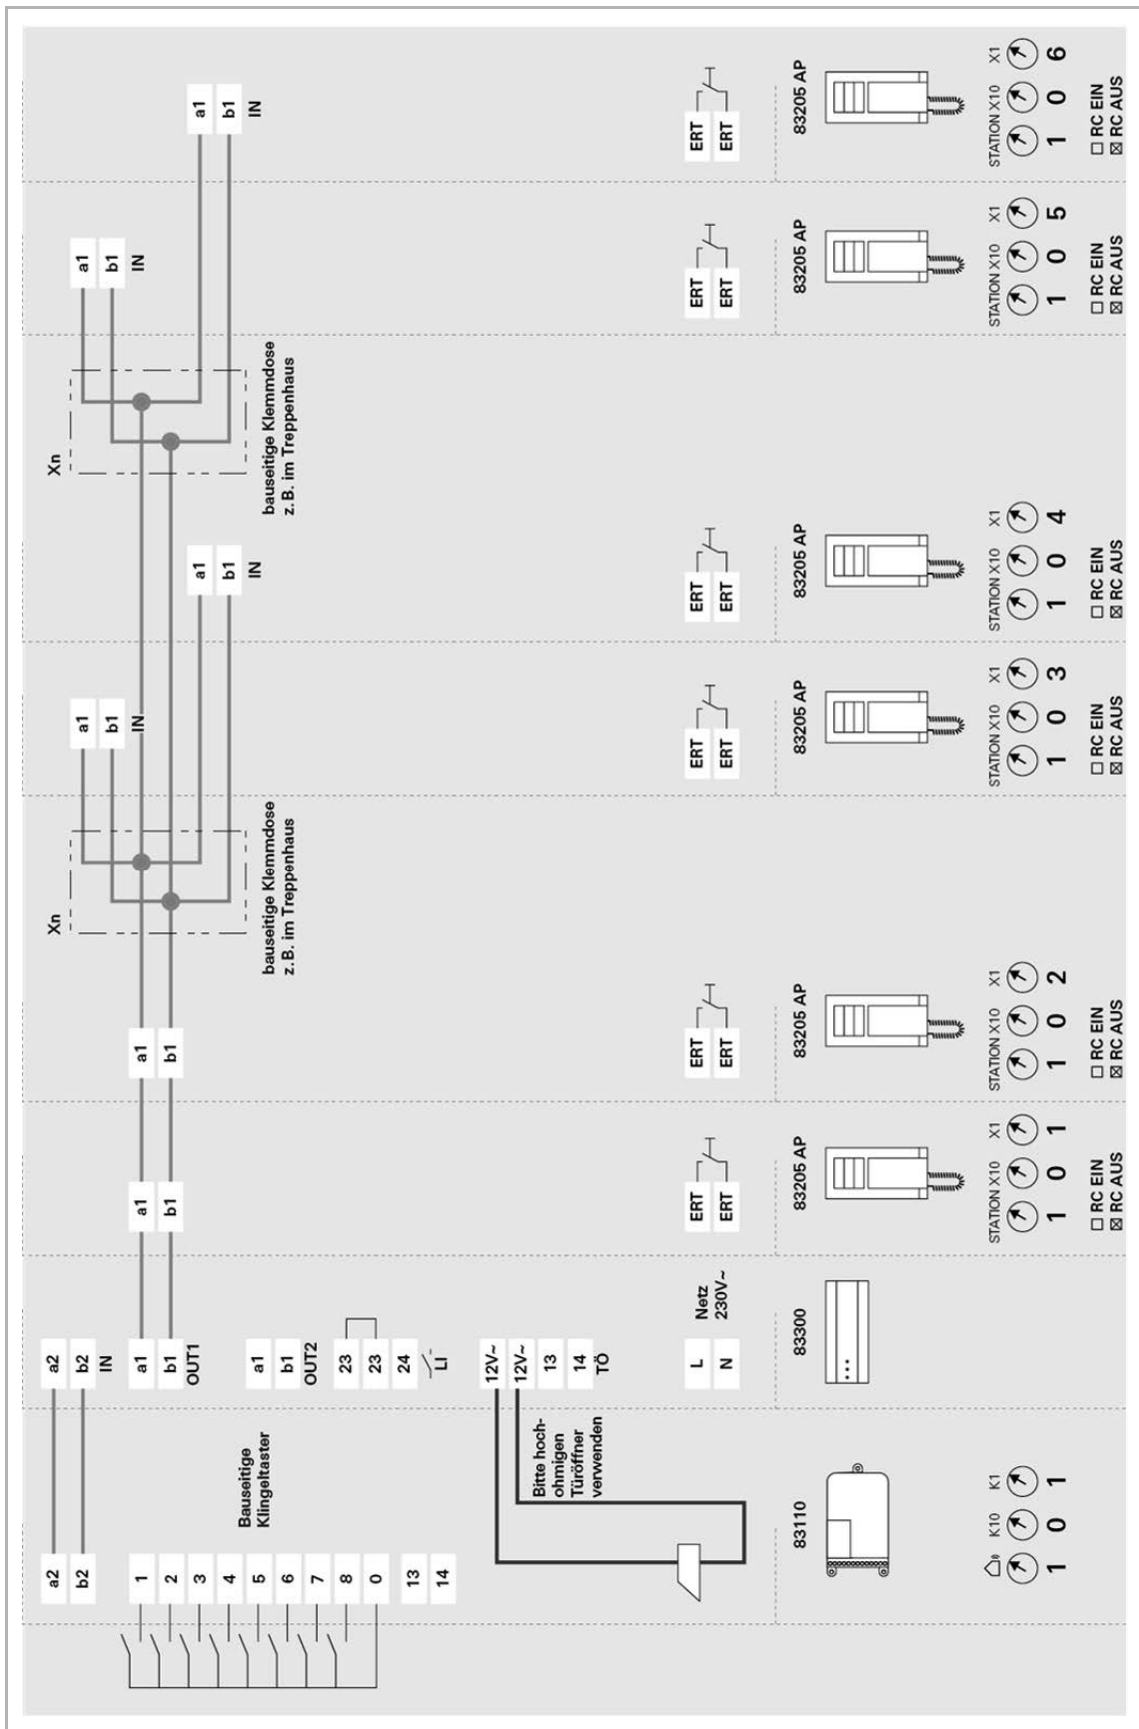 a2
b2
Bauseitige
Klingeltaster
1
2
3
4
5
6
7
8
0
13
14
Bitte hoch-
ohmigen
Türöffner
verwenden
83110
K10 K1
1 0 1
a2
b2
IN
a1
b1
OUT1
a1
b1
OUT2
23
23
24
LI
12V~
12V~
13
14
TÖ
L
N
Netz
230V~
83300
a1
b1
ERT
ERT
83205 AP
STATION X10 X1
1 0 1
RC EIN
RC AUS
a1
b1
ERT
ERT
83205 AP
STATION X10 X1
1 0 2
RC EIN
RC AUS
Xn
bauseitige Klemmdose
z.B. im Treppenhaus
a1
b1
IN
ERT
ERT
83205 AP
STATION X10 X1
1 0 3
RC EIN
RC AUS
a1
b1
IN
ERT
ERT
83205 AP
STATION X10 X1
1 0 4
RC EIN
RC AUS
Xn
bauseitige Klemmdose
z.B. im Treppenhaus
a1
b1
IN
ERT
ERT
83205 AP
STATION X10 X1
1 0 5
RC EIN
RC AUS
a1
b1
IN
ERT
ERT
83205 AP
STATION X10 X1
1 0 6
RC EIN
RC AUS